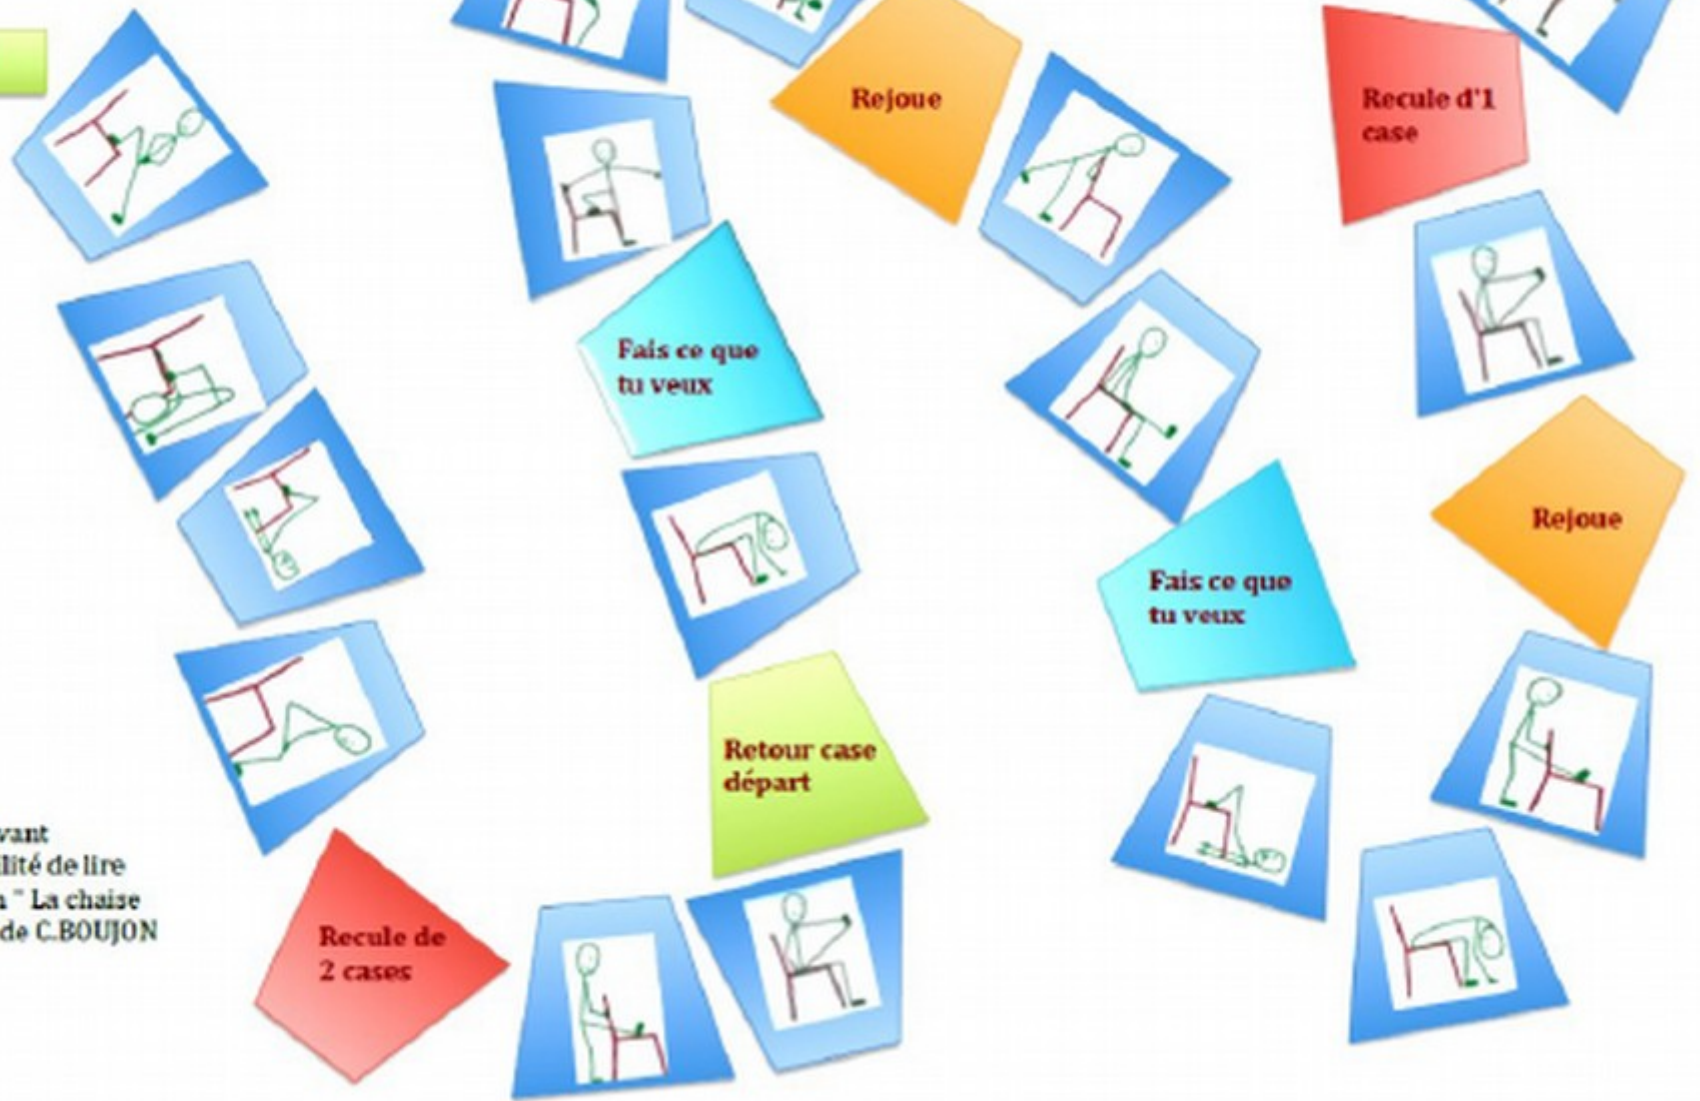 Rejoue
Recule d'1
case
Fais ce que
tu veux
Rejoue
Fais ce que
tu veux
Retour case
départ
vant
ilité de lire
n " La chaise
de C.BOUJON
Recule de
2 cases